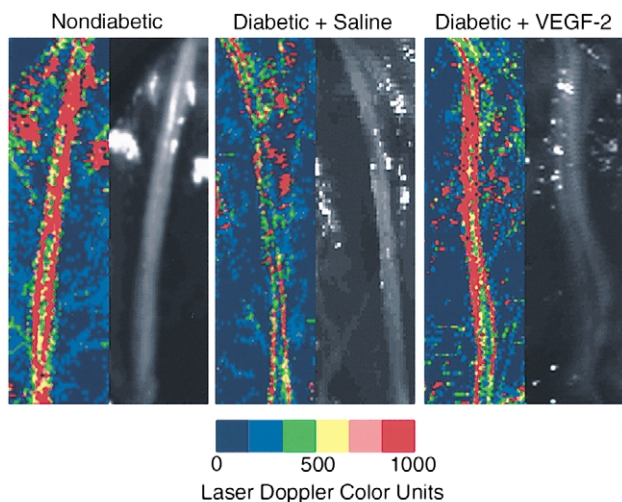 Nondiabetic Diabetic + Saline Diabetic + VEGF-2
0 500 1000
Laser Doppler Color Units